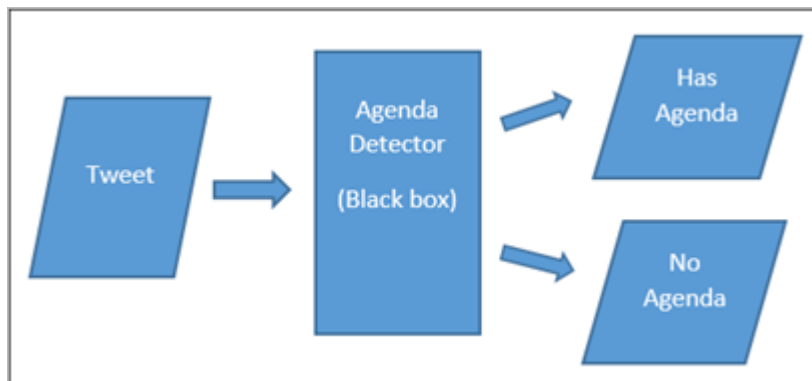 Tweet
Agenda
Detector
(Black box)
Has
Agenda
No
Agenda